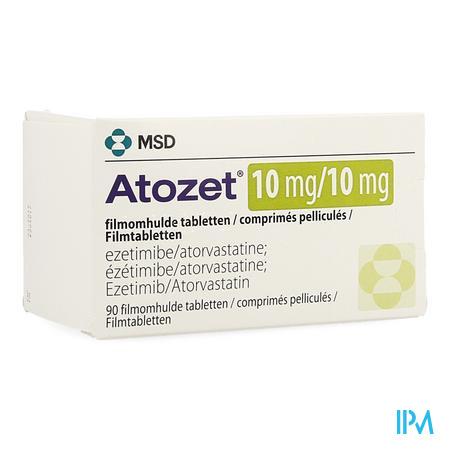 MSD
Atozet® 10 mg/10 mg
filmomhulde tabletten / comprimés pelliculés /
Filmtabletten
ezetimibe/atorvastatine;
ézétimibe/atorvastatine;
Ezetimib/Atorvastatin
90 filmomhulde tabletten / comprimés pelliculés /
Filmtabletten
IPM